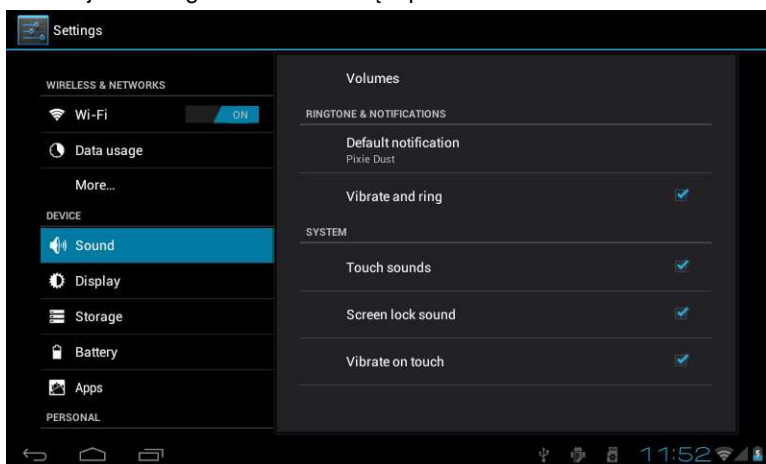 Settings
WIRELESS & NETWORKS
Wi-Fi ON
Data usage
More...
DEVICE
Sound
Display
Storage
Battery
Apps
PERSONAL
Volumes
RINGTONE & NOTIFICATIONS
Default notification
Pixie Dust
Vibrate and ring
SYSTEM
Touch sounds
Screen lock sound
Vibrate on touch
11:52